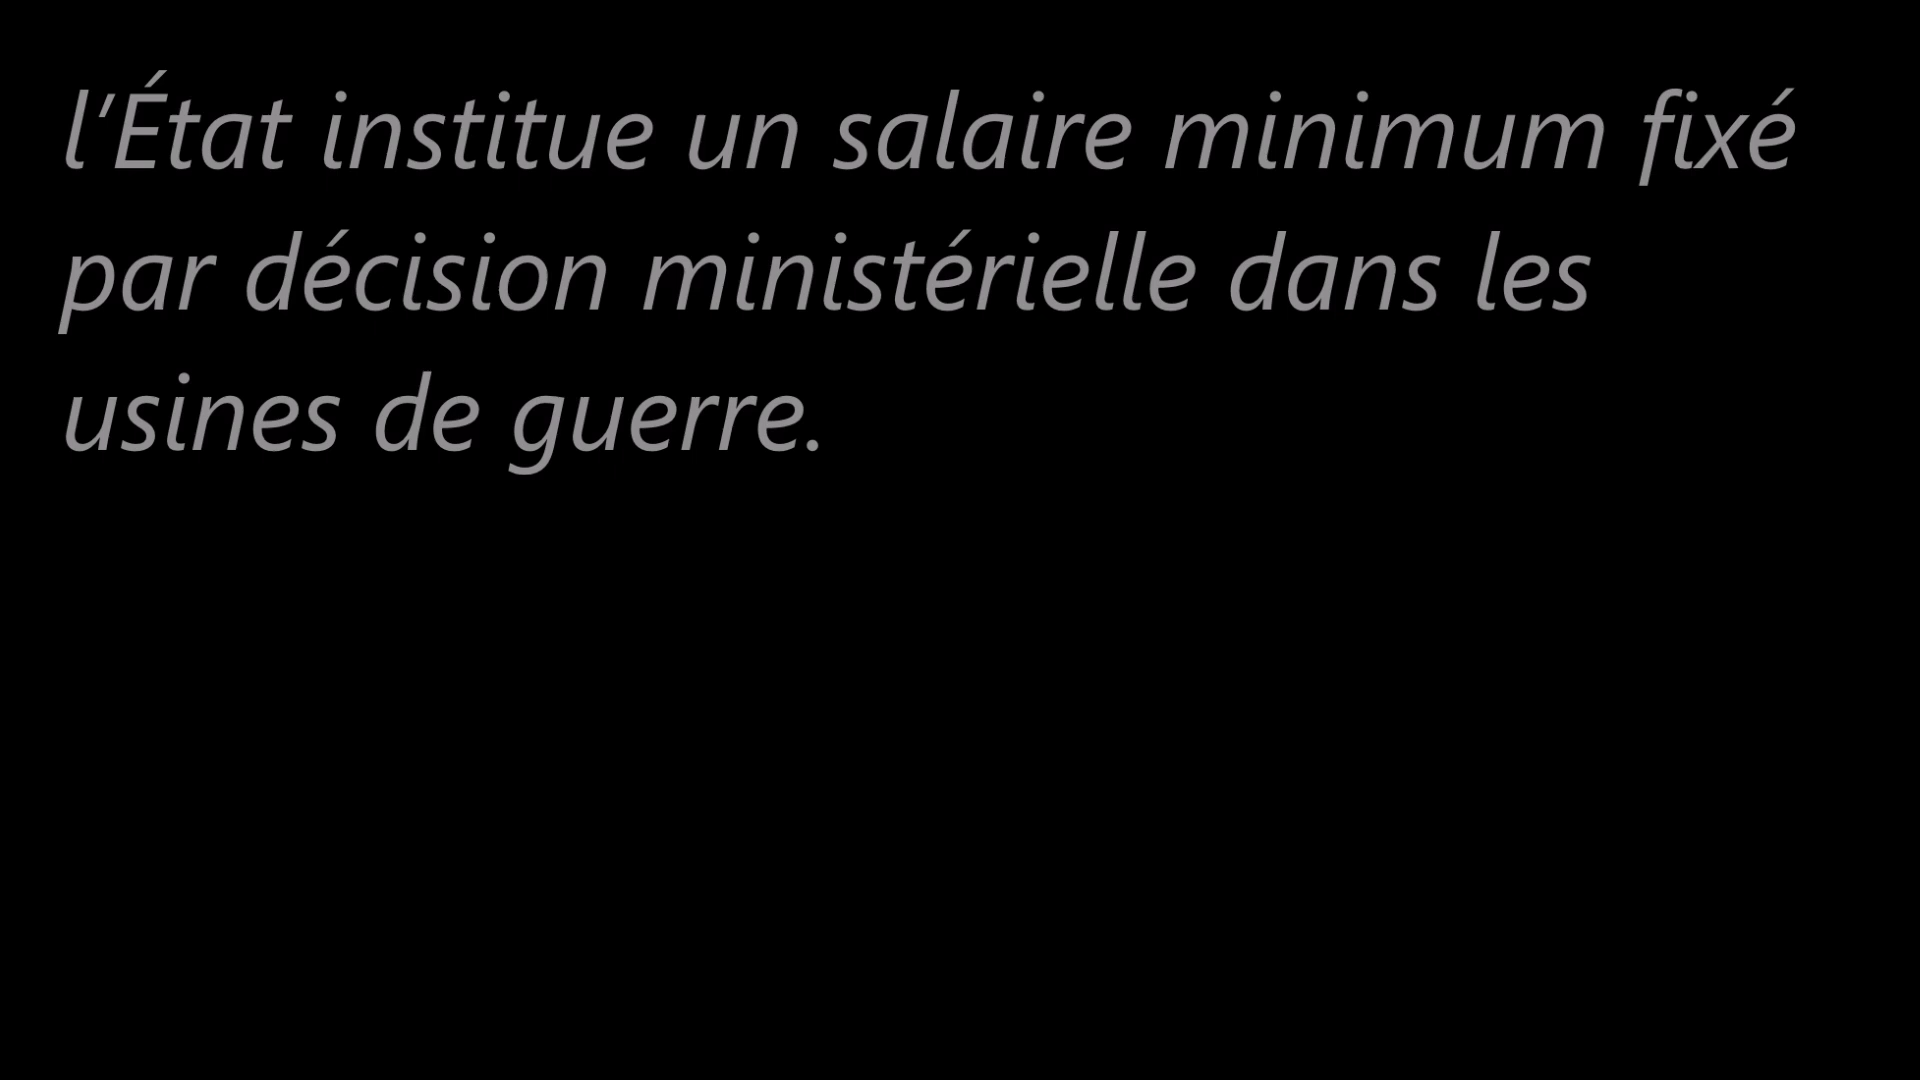 l'État institue un salaire minimum fixé
par décision ministérielle dans les
usines de guerre.